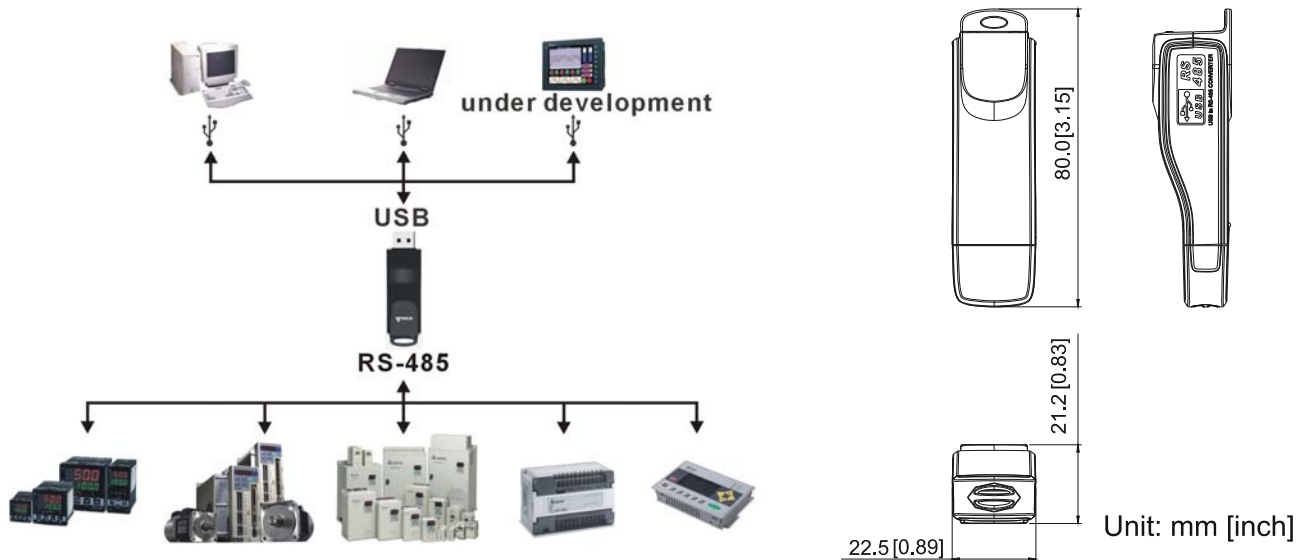 under development
USB
RS-485
80.0[3.15]
RS
485
USB
USB to RS-485 CONVERTER
21.2 [0.83]
22.5 [0.89]
Unit: mm [inch]